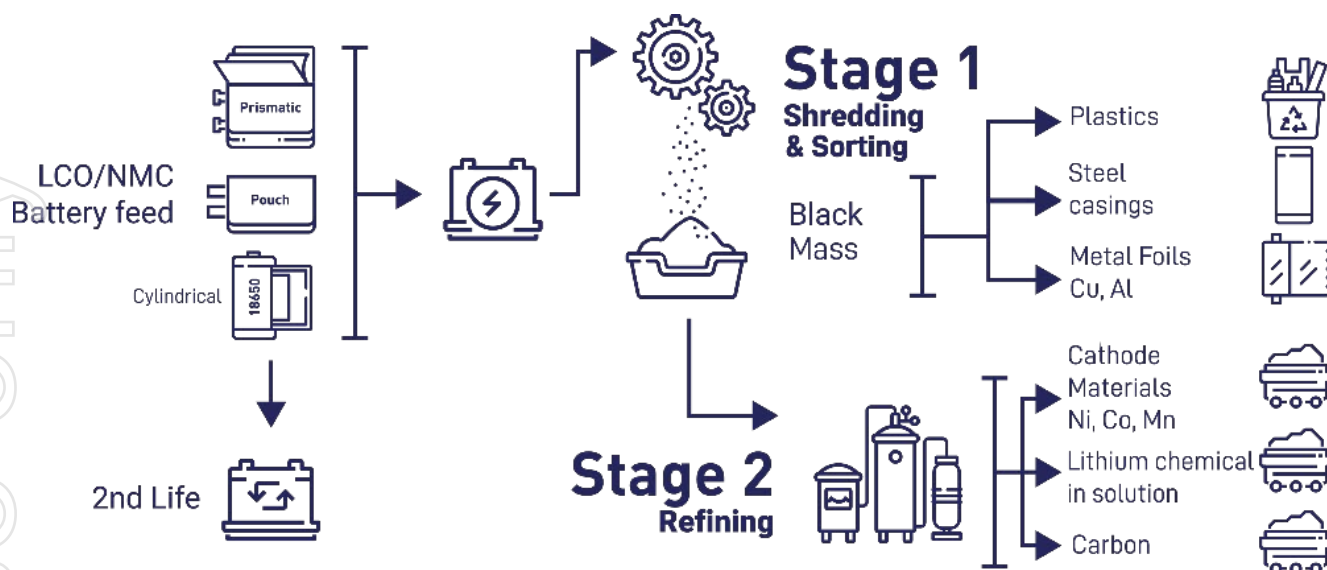 Prismatic
LCO/NMC
Battery feed
Pouch
Cylindrical
18650
2nd Life
Stage 1
Shredding
& Sorting
Black
Mass
Plastics
Steel
casings
Metal Foils
Cu, Al
Stage 2
Refining
Cathode
Materials
Ni, Co, Mn
Lithium chemical
in solution
Carbon